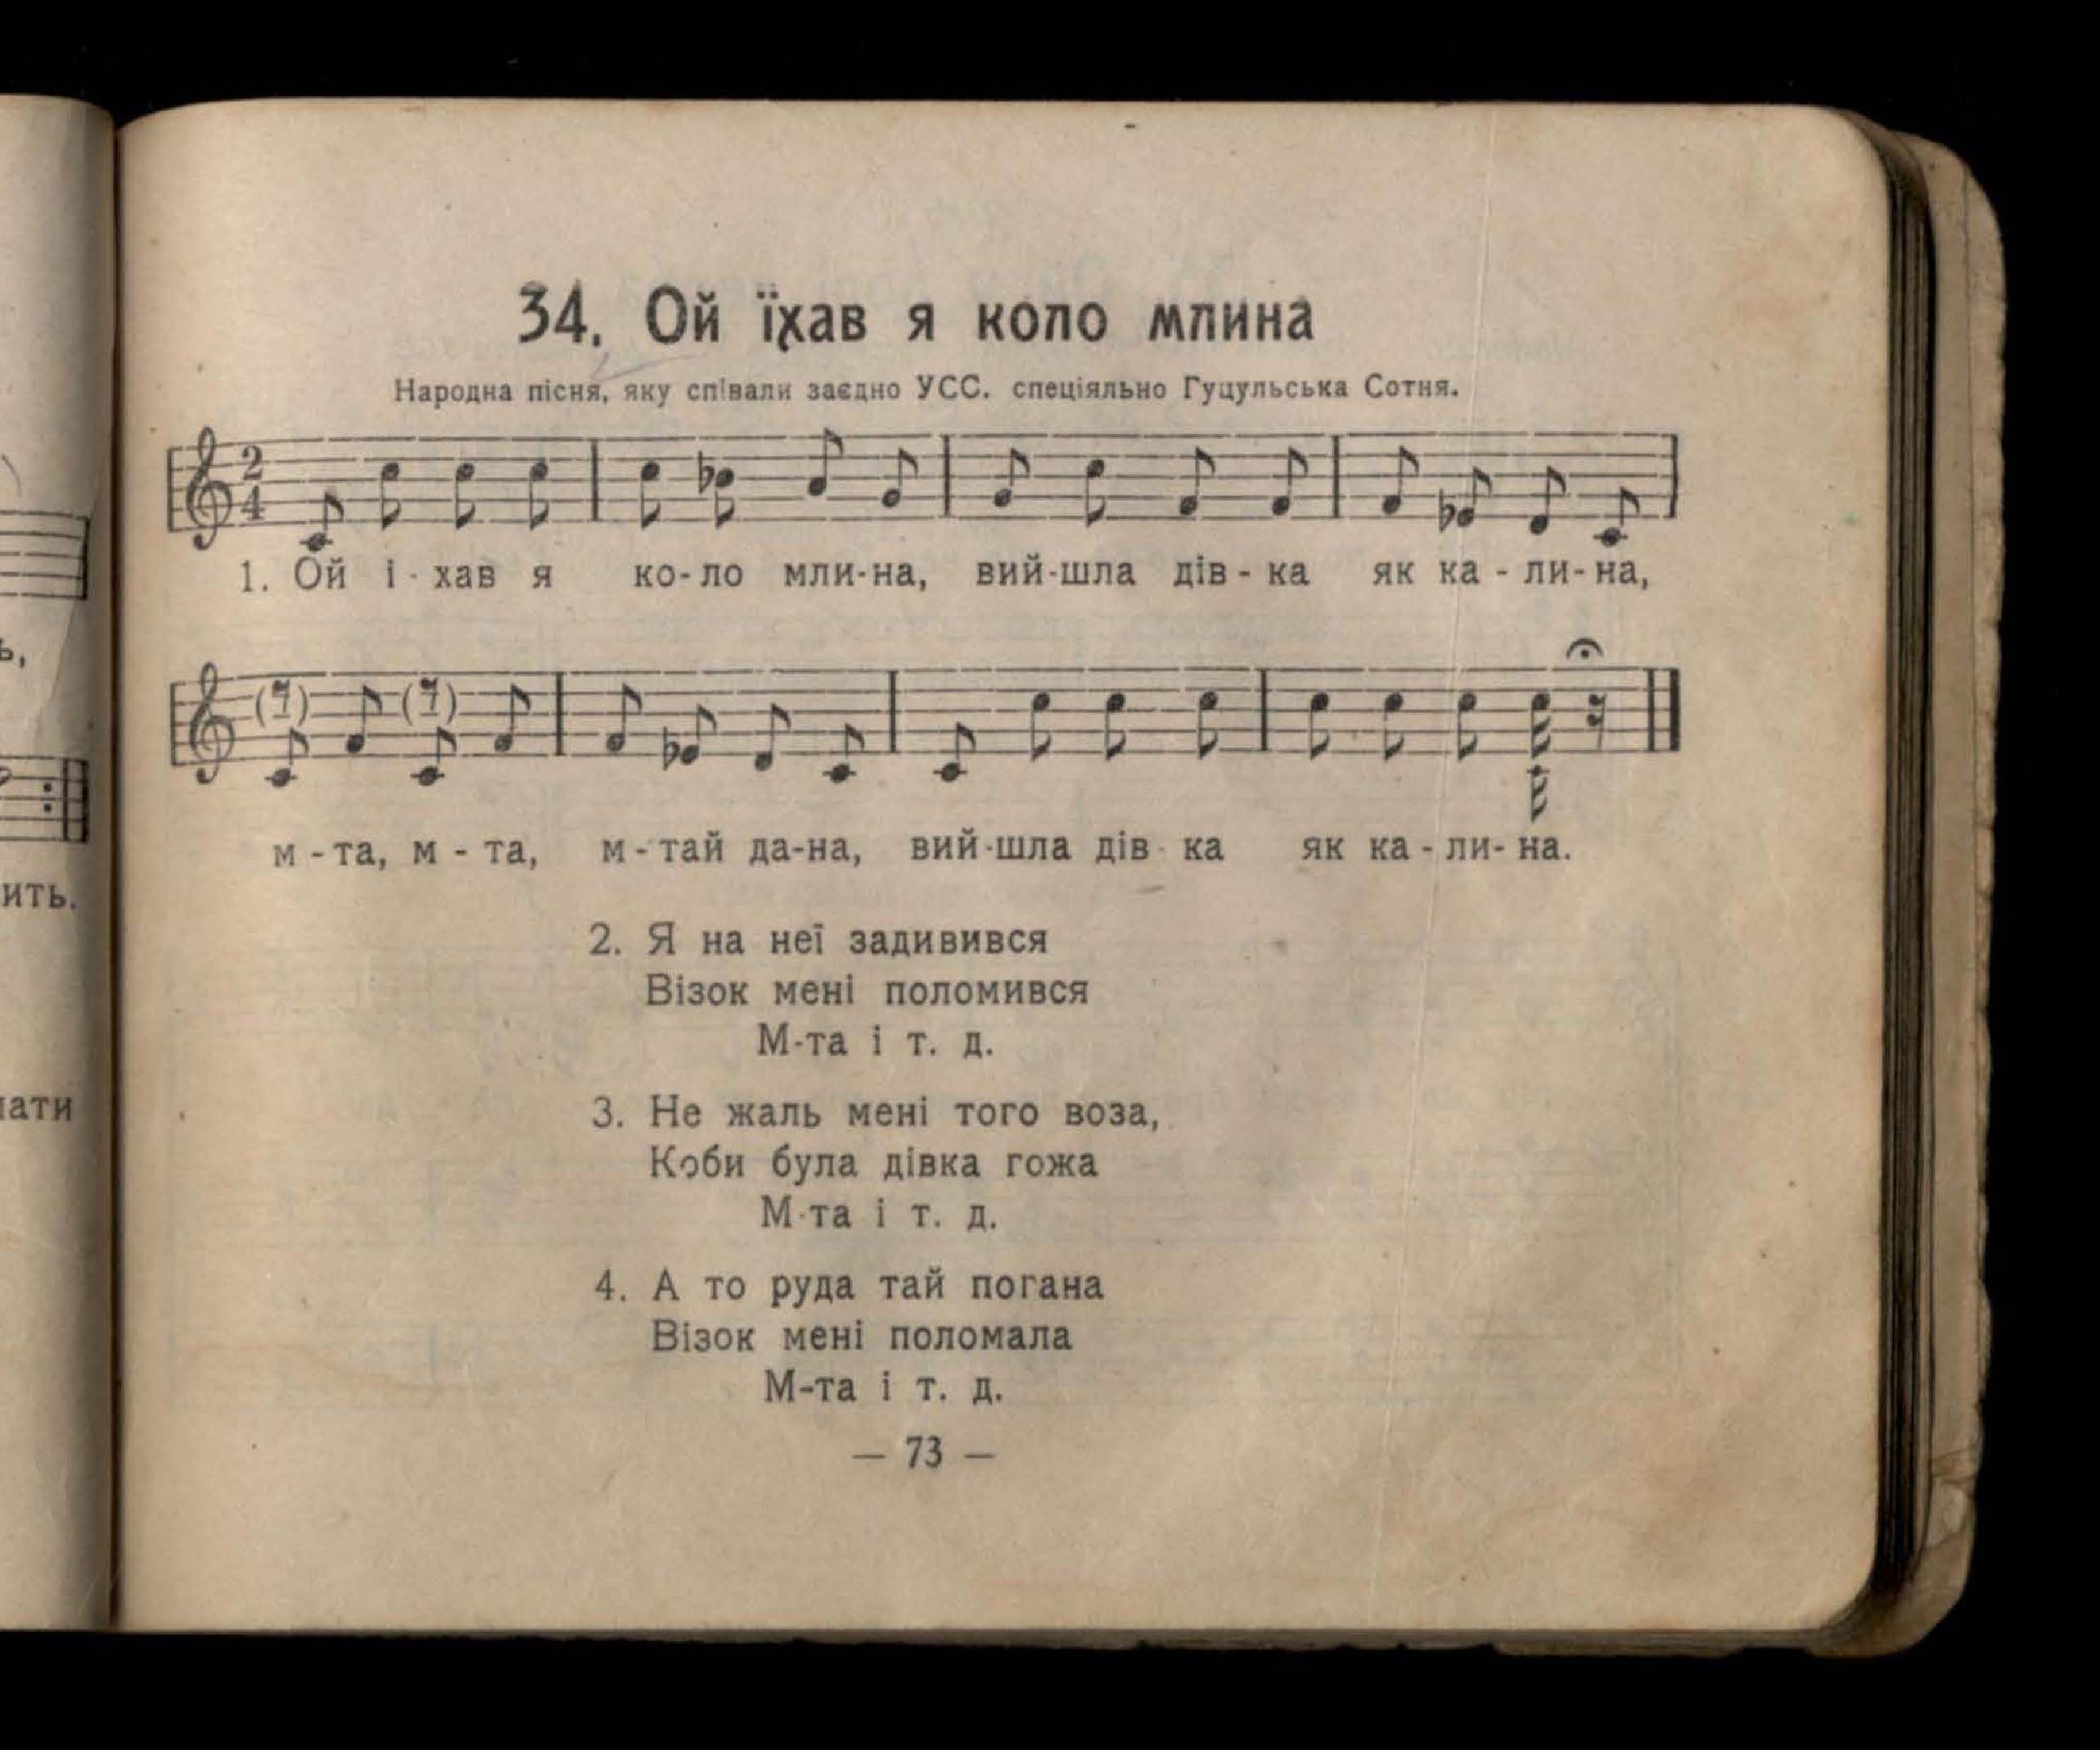 34. Ой їхав я коло млина
Народна пісня, яку співали заєдно УСС. спеціяльно Гуцульська Сотня.
2
4
1. Ой і-хав я ко-ло мли-на, вий-шла дів-ка як ка-ли-на,
м-та, м-та, м-тай да-на, вий-шла дів-ка як ка-ли-на.
2. Я на неї задивився
Візок мені поломився
М-та і т. д.
3. Не жаль мені того воза,
Коби була дівка гожа
М-та і т. д.
4. А то руда тай погана
Візок мені поломала
М-та і т. д.
— 73 —